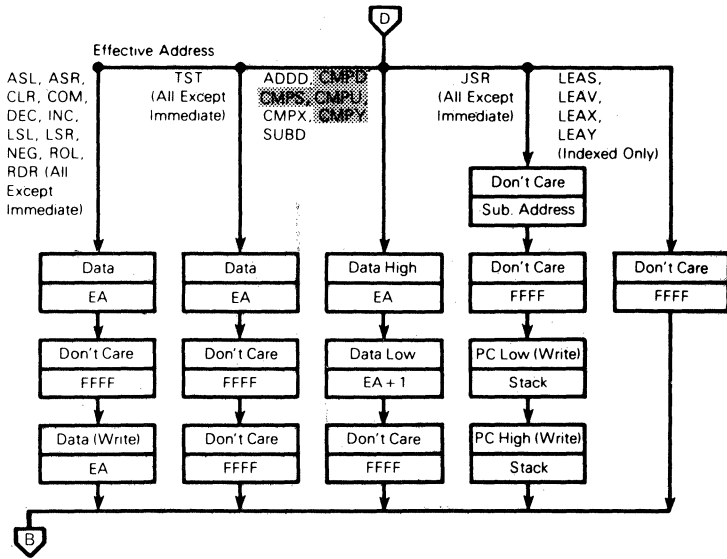 D
Effective Address
ASL, ASR,
CLR, COM,
DEC, INC,
LSL, LSR,
NEG, ROL,
RDR (All
Except
Immediate)
TST
(All Except
Immediate)
ADDD, CMPD
CMPS, CMPU,
CMPX, CMPY
SUBD
JSR
(All Except
Immediate)
LEAS,
LEAV,
LEAX,
LEAY
(Indexed Only)
Don't Care
Sub. Address
Data
EA
Data
EA
Data High
EA
Don't Care
FFFF
Don't Care
FFFF
Don't Care
FFFF
Don't Care
FFFF
Data Low
EA + 1
PC Low (Write)
Stack
Data (Write)
EA
Don't Care
FFFF
Don't Care
FFFF
PC High (Write)
Stack
B